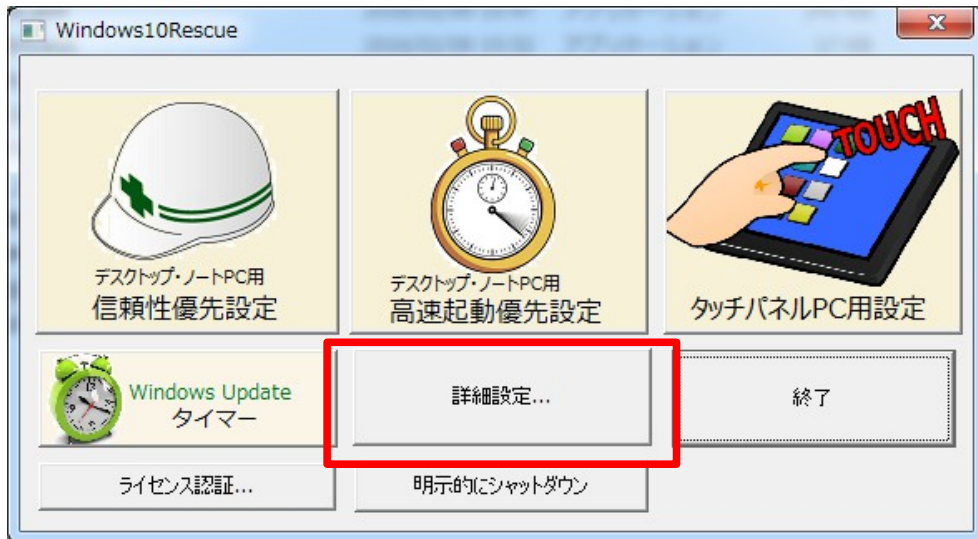 Windows10Rescue
デスクトップ・ノートPC用
信頼性優先設定
デスクトップ・ノートPC用
高速起動優先設定
TOUCH
タッチパネルPC用設定
Windows Update
タイマー
詳細設定...
終了
ライセンス認証...
明示的にシャットダウン